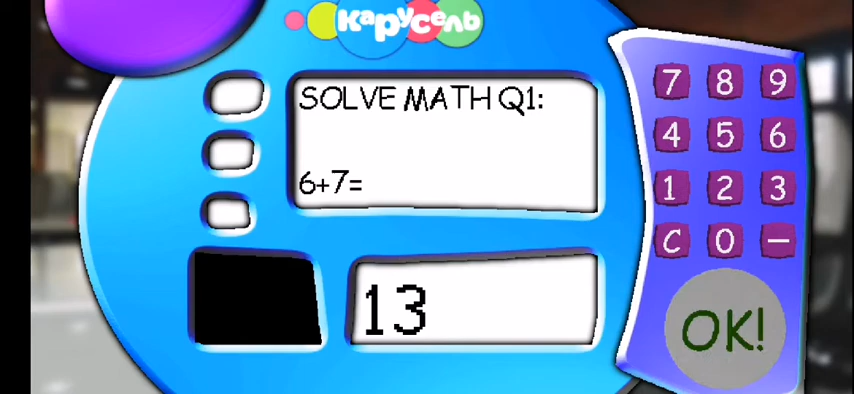 Карусель
SOLVE MATH Q1:
6+7=
13
7 8 9
4 5 6
1 2 3
C 0 –
OK!